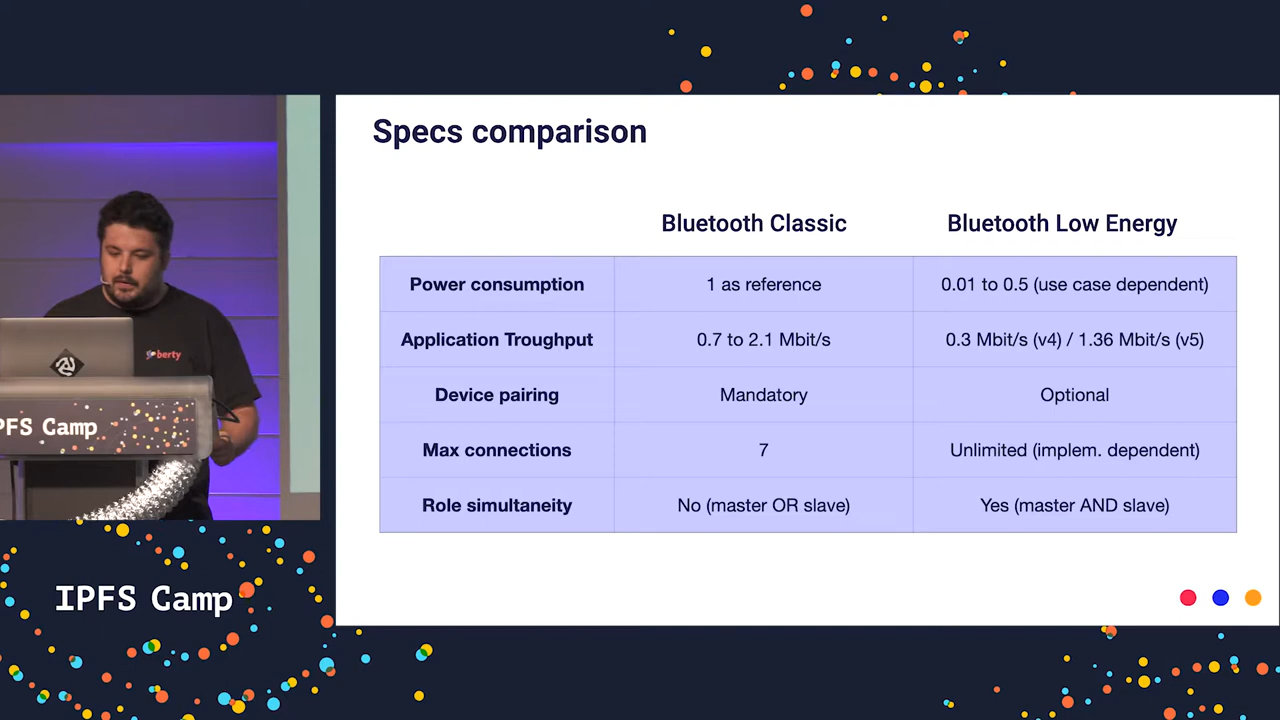 Specs comparison
Bluetooth Classic
Bluetooth Low Energy
Power consumption
1 as reference
0.01 to 0.5 (use case dependent)
Application Troughput
0.7 to 2.1 Mbit/s
0.3 Mbit/s (v4) / 1.36 Mbit/s (v5)
Device pairing
Mandatory
Optional
Max connections
7
Unlimited (implem. dependent)
Role simultaneity
No (master OR slave)
Yes (master AND slave)
berty
PFS Camp
IPFS Camp